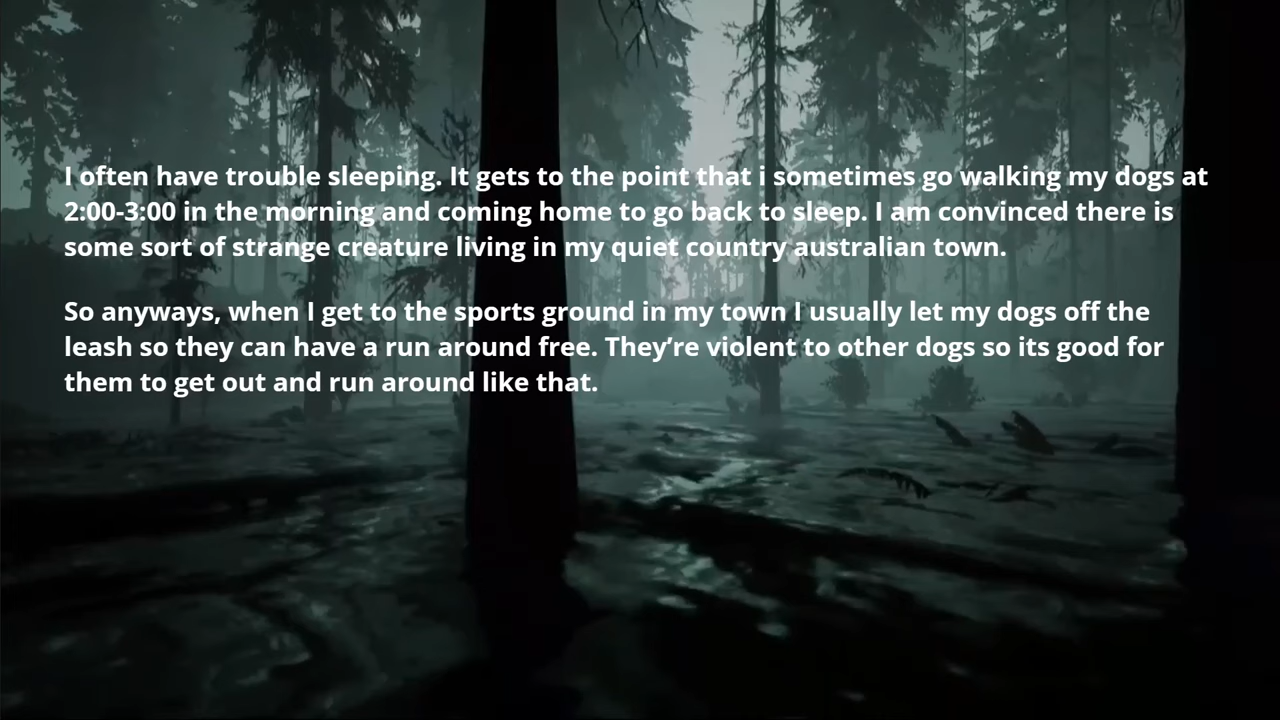 I often have trouble sleeping. It gets to the point that i sometimes go walking my dogs at
2:00-3:00 in the morning and coming home to go back to sleep. I am convinced there is
some sort of strange creature living in my quiet country australian town.
So anyways, when I get to the sports ground in my town I usually let my dogs off the
leash so they can have a run around free. They’re violent to other dogs so its good for
them to get out and run around like that.